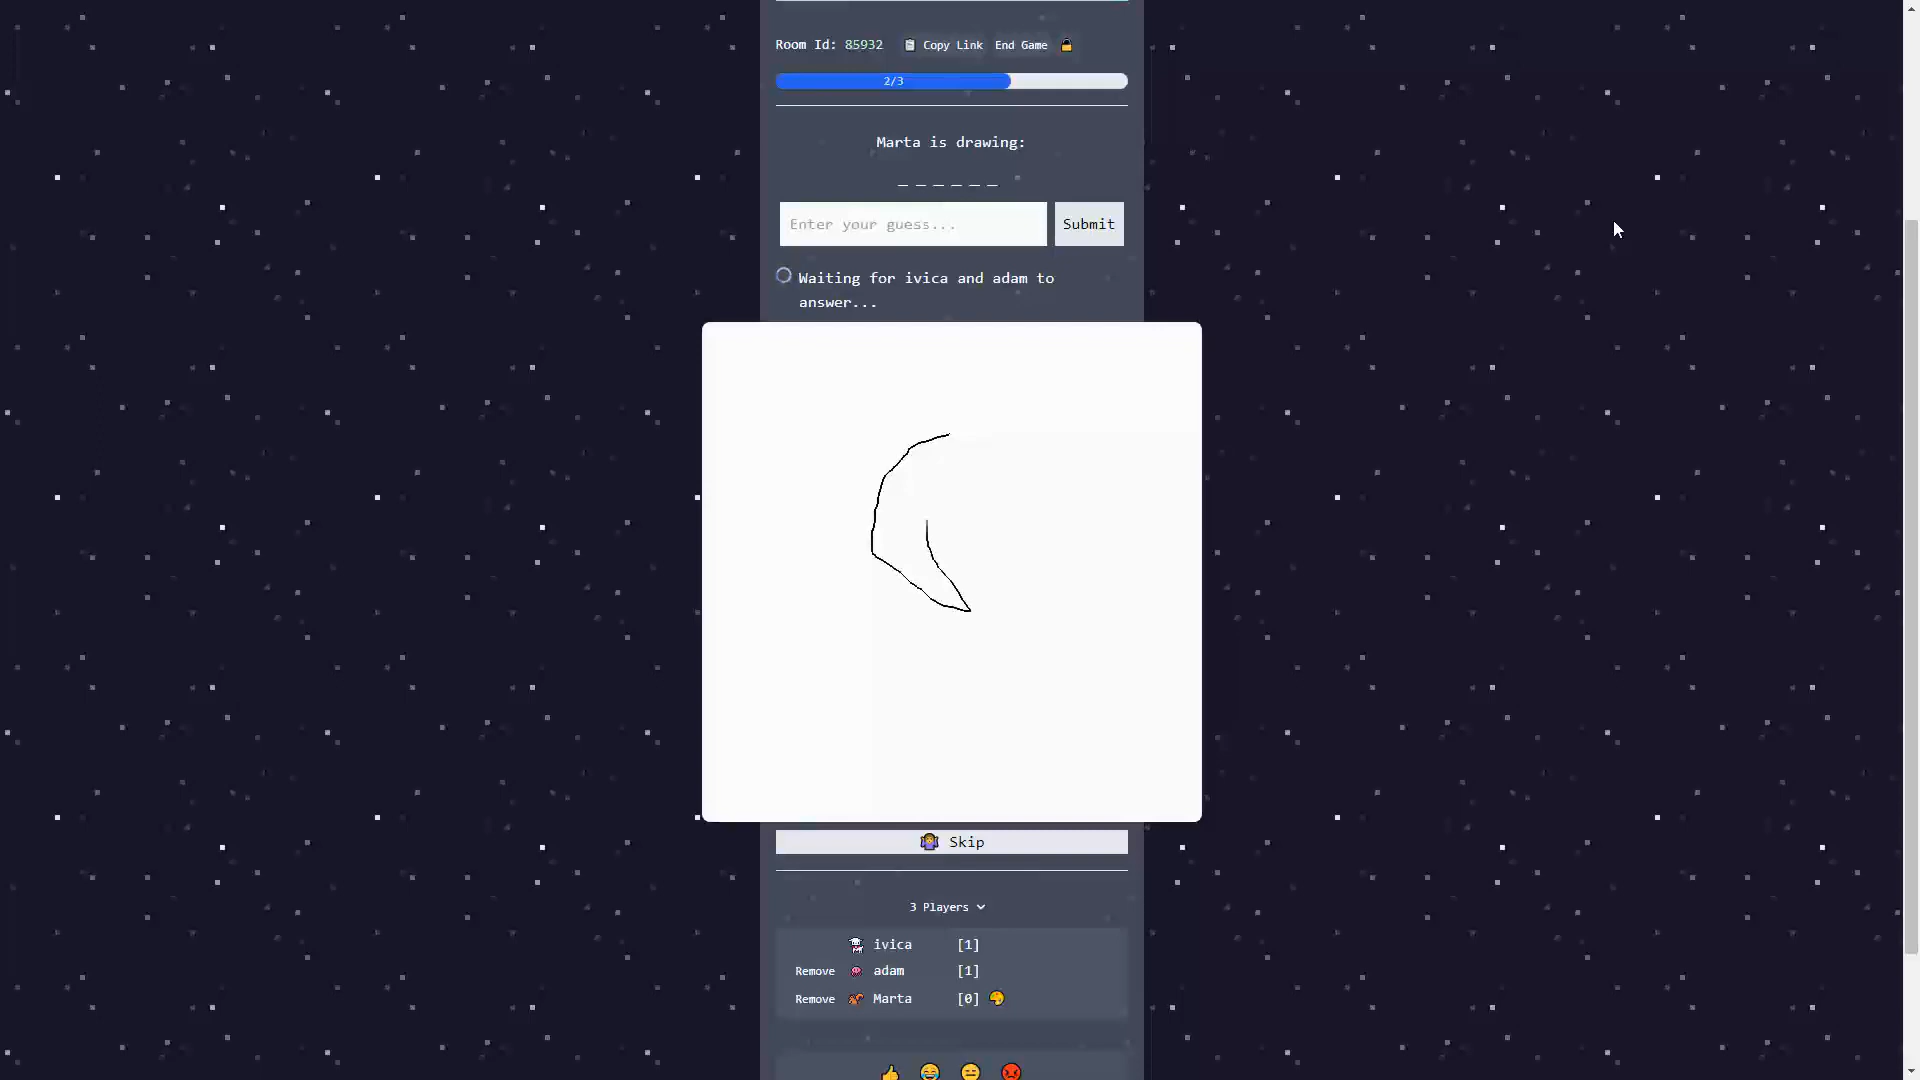 Room Id: 85932 Copy Link End Game
2/3
Marta is drawing:
_ _ _ _ _ _
Enter your guess... Submit
Waiting for ivica and adam to
answer...
Skip
3 Players
ivica [1]
Remove adam [1]
Remove Marta [0]